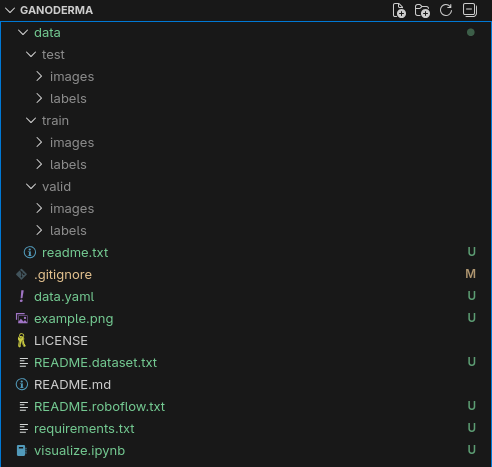 GANODERMA
data
test
images
labels
train
images
labels
valid
images
labels
readme.txt U
.gitignore M
data.yaml U
example.png U
LICENSE
README.dataset.txt U
README.md
README.roboflow.txt U
requirements.txt U
visualize.ipynb U